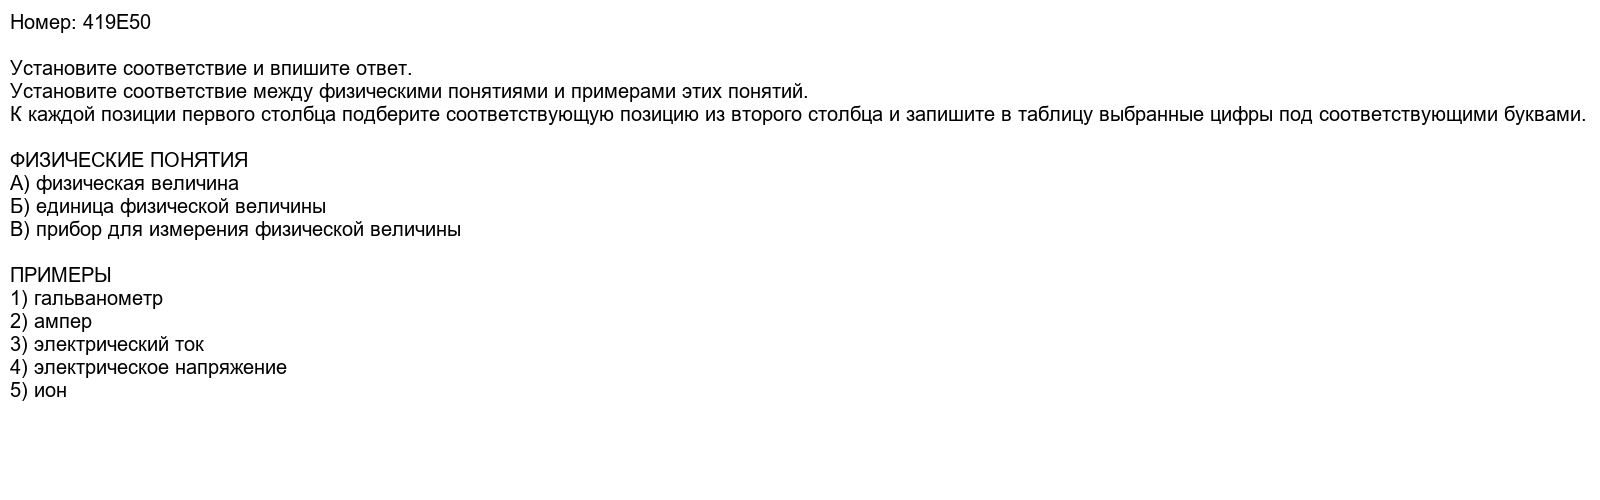 Номер: 419E50
Установите соответствие и впишите ответ.
Установите соответствие между физическими понятиями и примерами этих понятий.
К каждой позиции первого столбца подберите соответствующую позицию из второго столбца и запишите в таблицу выбранные цифры под соответствующими буквами.
ФИЗИЧЕСКИЕ ПОНЯТИЯ
А) физическая величина
Б) единица физической величины
В) прибор для измерения физической величины
ПРИМЕРЫ
1) гальванометр
2) ампер
3) электрический ток
4) электрическое напряжение
5) ион